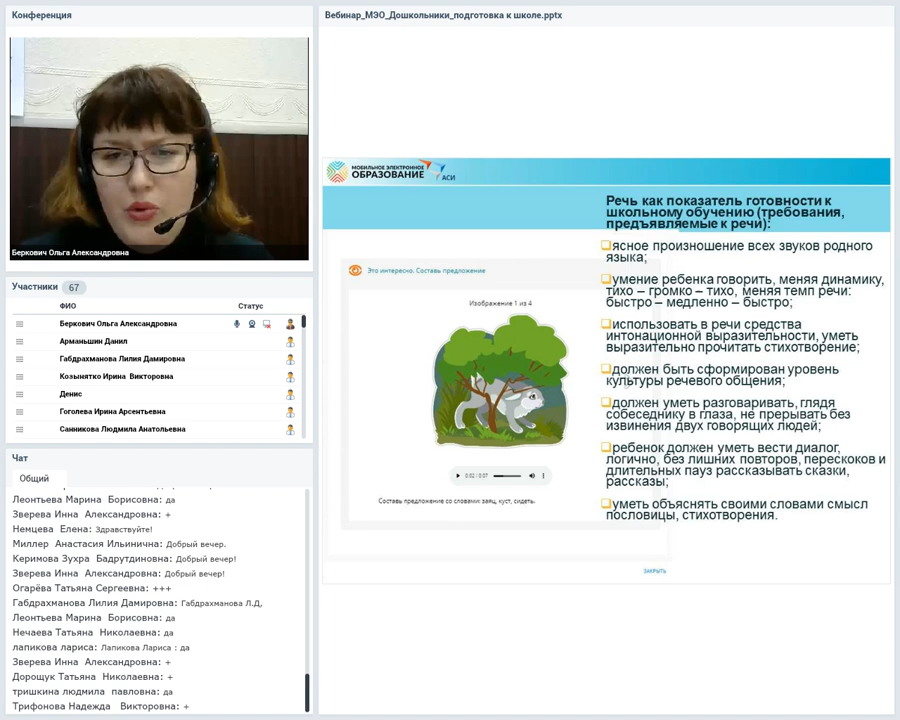 Конференция
Беркович Ольга Александровна
Участники 67
ФИО Статус
Беркович Ольга Александровна
Арманьшин Данил
Габдрахманова Лилия Дамировна
Козынятко Ирина Викторовна
Денис
Гоголева Ирина Арсентьевна
Санникова Людмила Анатольевна
Чат
Общий
Леонтьева Марина Борисовна: да
Зверева Инна Александровна: +
Немцева Елена: Здравствуйте!
Миллер Анастасия Ильинична: Добрый вечер.
Керимова Зухра Бадрутдиновна: Добрый вечер!
Зверева Инна Александровна: Добрый вечер!
Огарёва Татьяна Сергеевна: +++
Габдрахманова Лилия Дамировна: Габдрахманова Л.Д,
Леонтьева Марина Борисовна: да
Нечаева Татьяна Николаевна: да
лапикова лариса: Лапикова Лариса : да
Зверева Инна Александровна: +
Дорощук Татьяна Николаевна: +
тришкина людмила павловна: да
Трифонова Надежда Викторовна: +
Вебинар_МЭО_Дошкольники_подготовка к школе.pptx
МОБИЛЬНОЕ ЭЛЕКТРОННОЕ
ОБРАЗОВАНИЕ
АСИ
Это интересно. Составь предложение
Изображение 1 из 4
0:02 / 0:07
Составь предложение со словами: заяц, куст, сидеть.
ЗАКРЫТЬ
Речь как показатель готовности к
школьному обучению (требования,
предъявляемые к речи):
ясное произношение всех звуков родного
языка;
умение ребенка говорить, меняя динамику,
тихо – громко – тихо, меняя темп речи:
быстро – медленно – быстро;
использовать в речи средства
интонационной выразительности, уметь
выразительно прочитать стихотворение;
должен быть сформирован уровень
культуры речевого общения;
должен уметь разговаривать, глядя
собеседнику в глаза, не прерывать без
извинения двух говорящих людей;
ребенок должен уметь вести диалог,
логично, без лишних повторов, перескоков и
длительных пауз рассказывать сказки,
рассказы;
уметь объяснять своими словами смысл
пословицы, стихотворения.